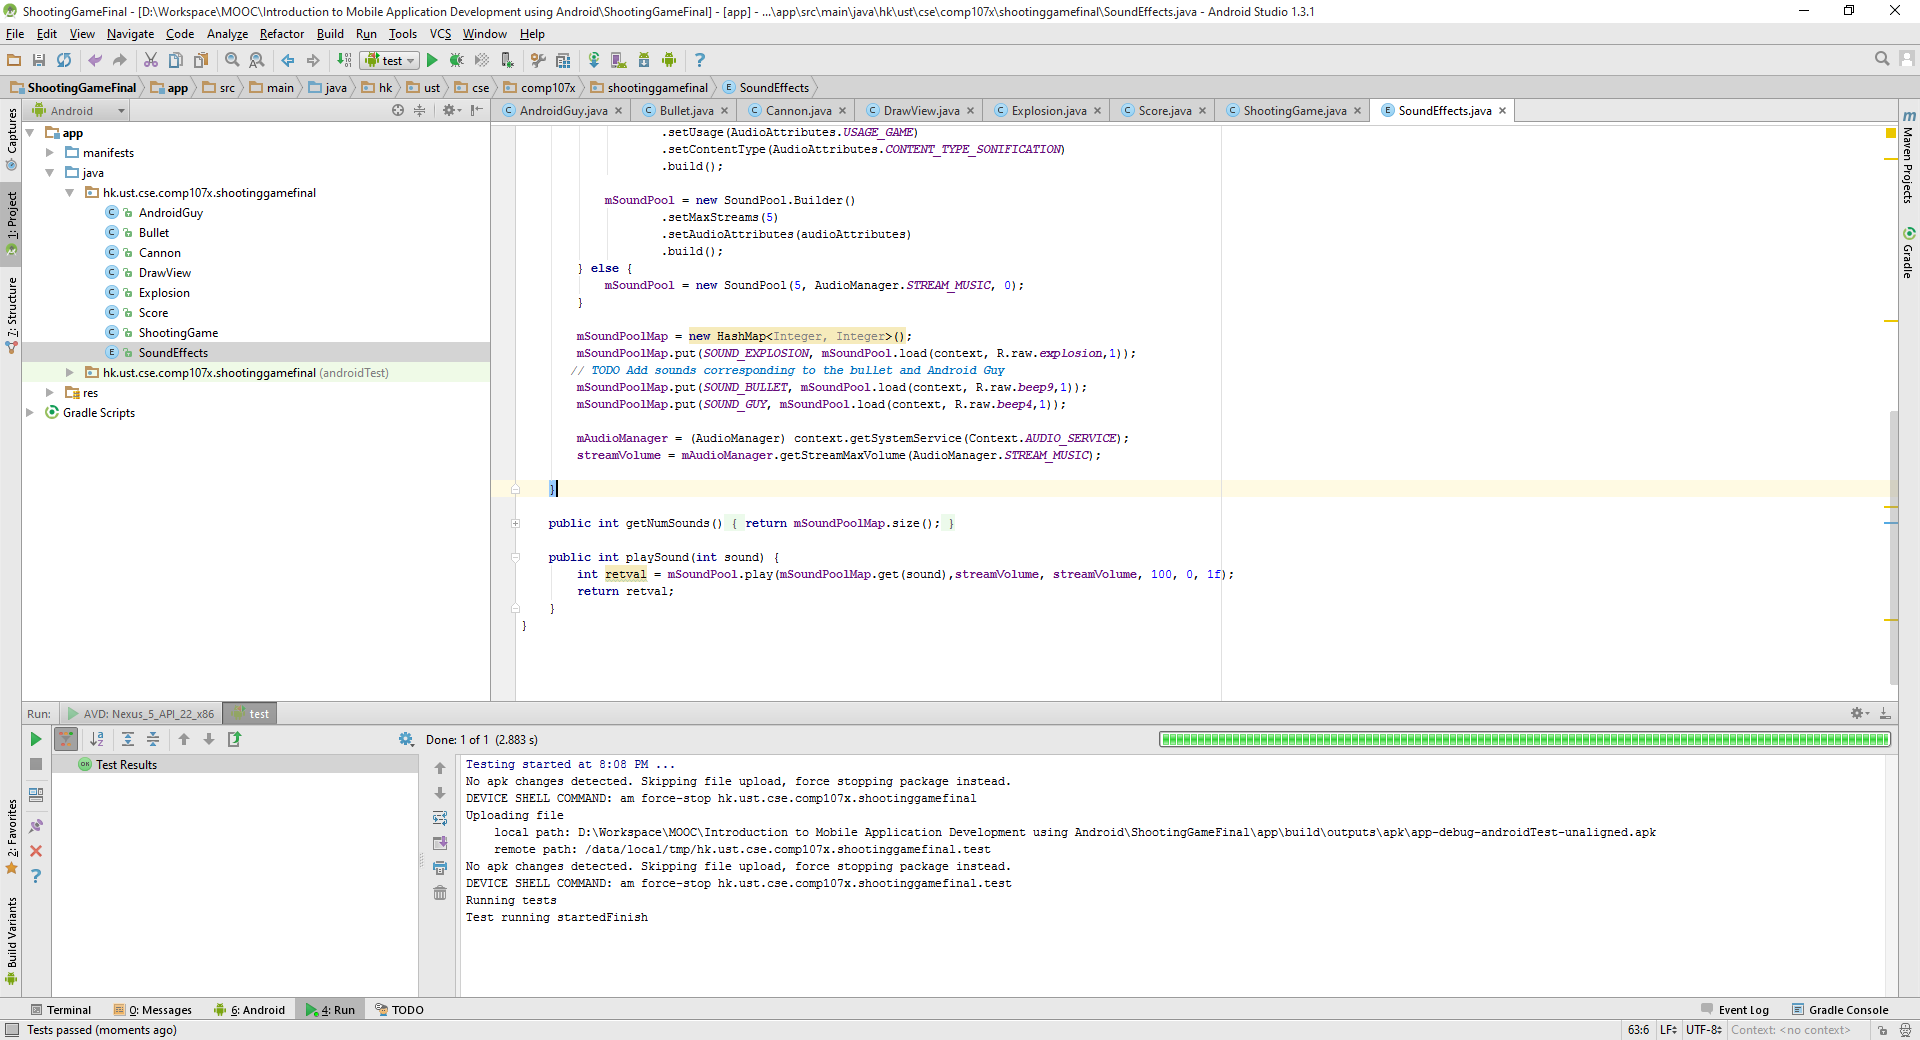 ShootingGameFinal - [D:\Workspace\MOOC\Introduction to Mobile Application Development using Android\ShootingGameFinal] - [app] - ...\app\src\main\java\hk\ust\cse\comp107x\shootinggamefinal\SoundEffects.java - Android Studio 1.3.1
File Edit View Navigate Code Analyze Refactor Build Run Tools VCS Window Help
test
ShootingGameFinal app src main java hk ust cse comp107x shootinggamefinal SoundEffects
Android
AndroidGuy.java Bullet.java Cannon.java DrawView.java Explosion.java Score.java ShootingGame.java SoundEffects.java
Captures
1: Project
7: Structure
2: Favorites
Build Variants
app
manifests
java
hk.ust.cse.comp107x.shootinggamefinal
AndroidGuy
Bullet
Cannon
DrawView
Explosion
Score
ShootingGame
SoundEffects
hk.ust.cse.comp107x.shootinggamefinal (androidTest)
res
Gradle Scripts
.setUsage(AudioAttributes.USAGE_GAME)
.setContentType(AudioAttributes.CONTENT_TYPE_SONIFICATION)
.build();
mSoundPool = new SoundPool.Builder()
.setMaxStreams(5)
.setAudioAttributes(audioAttributes)
.build();
} else {
mSoundPool = new SoundPool(5, AudioManager.STREAM_MUSIC, 0);
}
mSoundPoolMap = new HashMap<Integer, Integer>();
mSoundPoolMap.put(SOUND_EXPLOSION, mSoundPool.load(context, R.raw.explosion,1));
// TODO Add sounds corresponding to the bullet and Android Guy
mSoundPoolMap.put(SOUND_BULLET, mSoundPool.load(context, R.raw.beep9,1));
mSoundPoolMap.put(SOUND_GUY, mSoundPool.load(context, R.raw.beep4,1));
mAudioManager = (AudioManager) context.getSystemService(Context.AUDIO_SERVICE);
streamVolume = mAudioManager.getStreamMaxVolume(AudioManager.STREAM_MUSIC);
}
public int getNumSounds() { return mSoundPoolMap.size(); }
public int playSound(int sound) {
int retval = mSoundPool.play(mSoundPoolMap.get(sound),streamVolume, streamVolume, 100, 0, 1f);
return retval;
}
}
m Maven Projects
Gradle
Run: AVD: Nexus_5_API_22_x86 test
Done: 1 of 1 (2.883 s)
OK Test Results
Testing started at 8:08 PM ...
No apk changes detected. Skipping file upload, force stopping package instead.
DEVICE SHELL COMMAND: am force-stop hk.ust.cse.comp107x.shootinggamefinal
Uploading file
local path: D:\Workspace\MOOC\Introduction to Mobile Application Development using Android\ShootingGameFinal\app\build\outputs\apk\app-debug-androidTest-unaligned.apk
remote path: /data/local/tmp/hk.ust.cse.comp107x.shootinggamefinal.test
No apk changes detected. Skipping file upload, force stopping package instead.
DEVICE SHELL COMMAND: am force-stop hk.ust.cse.comp107x.shootinggamefinal.test
Running tests
Test running startedFinish
Terminal 0: Messages 6: Android 4: Run TODO Event Log Gradle Console
Tests passed (moments ago) 63:6 LF UTF-8 Context: <no context>